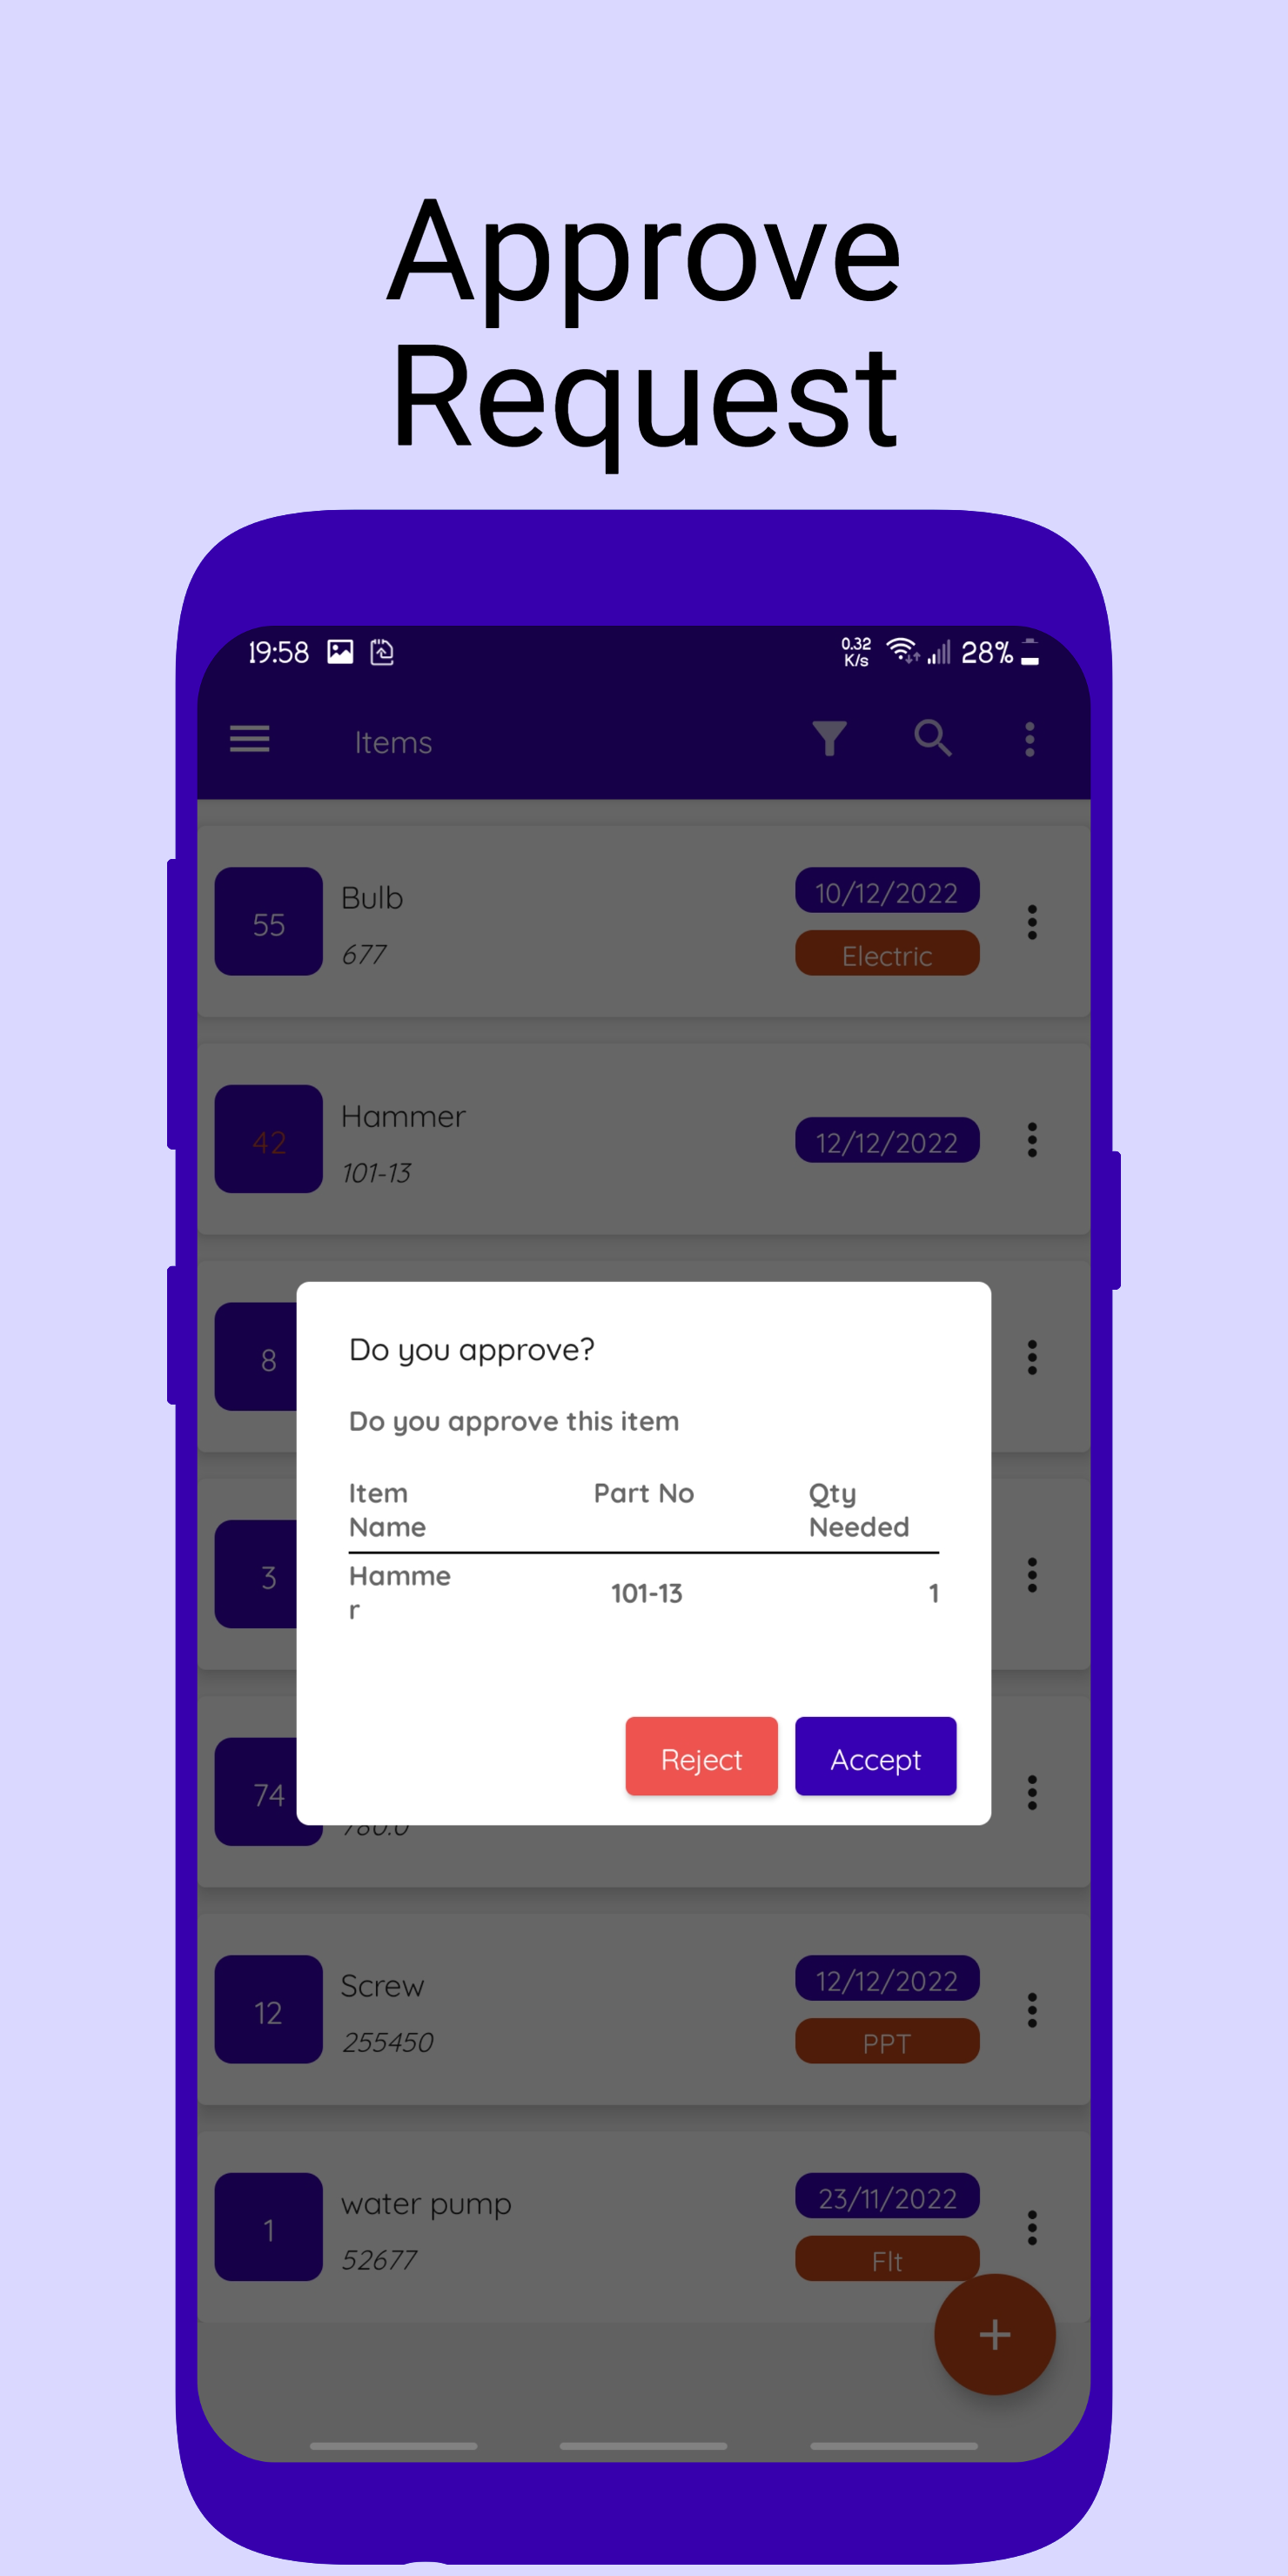 Approve
Request
19:58
0.32
K/s
28%
Items
55
Bulb
677
10/12/2022
Electric
42
Hammer
101-13
12/12/2022
8
Do you approve?
Do you approve this item
Item
Name
Part No
Qty
Needed
Hamme
r
101-13
1
3
Reject
Accept
74
780.0
12
Screw
255450
12/12/2022
PPT
1
water pump
52677
23/11/2022
Flt
+